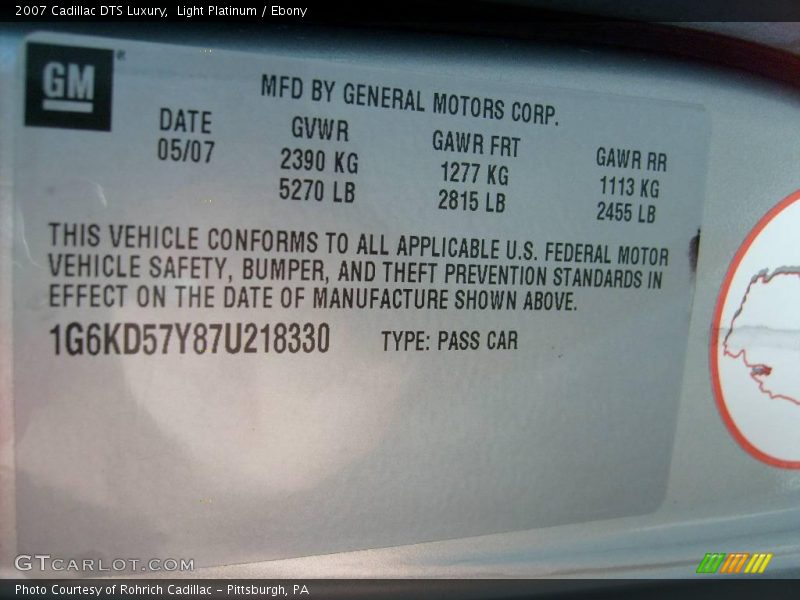 2007 Cadillac DTS Luxury,  Light Platinum / Ebony
GM
MFD BY GENERAL MOTORS CORP.
DATE GVWR GAWR FRT GAWR RR
05/07 2390 KG 1277 KG 1113 KG
5270 LB 2815 LB 2455 LB
THIS VEHICLE CONFORMS TO ALL APPLICABLE U.S. FEDERAL MOTOR
VEHICLE SAFETY, BUMPER, AND THEFT PREVENTION STANDARDS IN
EFFECT ON THE DATE OF MANUFACTURE SHOWN ABOVE.
1G6KD57Y87U218330 TYPE: PASS CAR
GTCARLOT.COM
Photo Courtesy of Rohrich Cadillac - Pittsburgh, PA